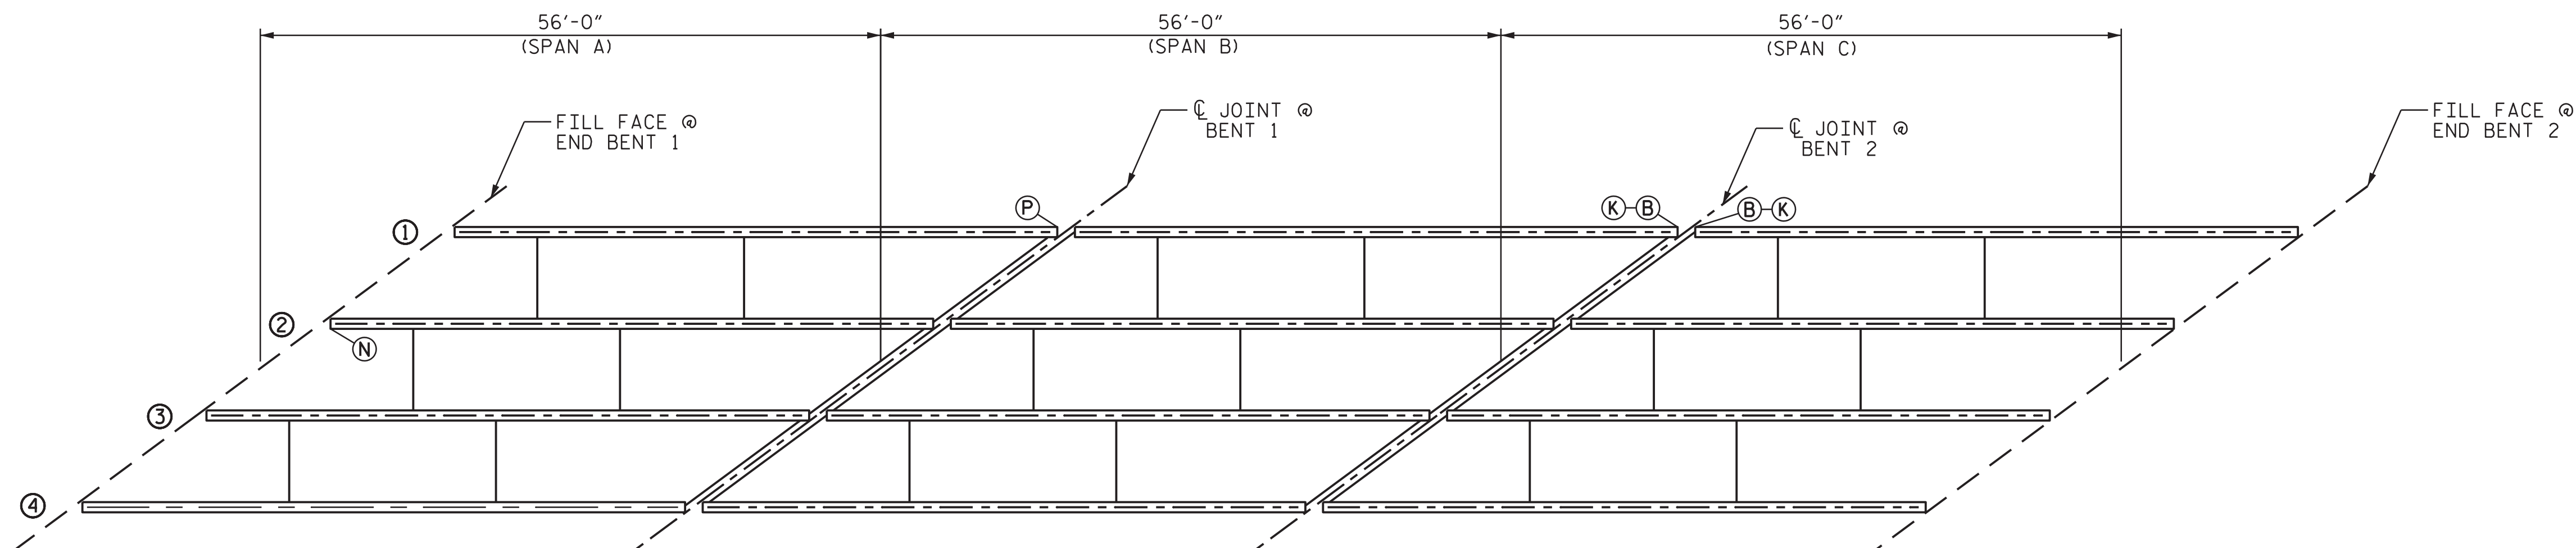 56'-0"
(SPAN A)
56'-0"
(SPAN B)
56'-0"
(SPAN C)
FILL FACE @
END BENT 1
℄ JOINT @
BENT 1
℄ JOINT @
BENT 2
FILL FACE @
END BENT 2
P
K B
B K
1
2
N
3
4